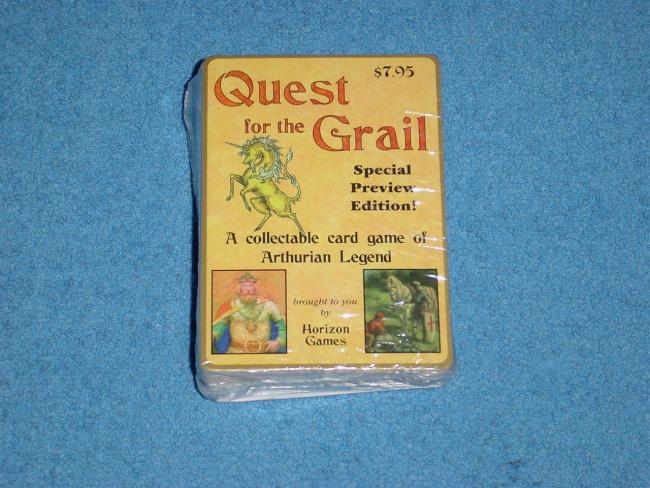 $7.95
Quest
for the Grail
Special
Preview
Edition!
A collectable card game of
Arthurian Legend
brought to you
by
Horizon
Games